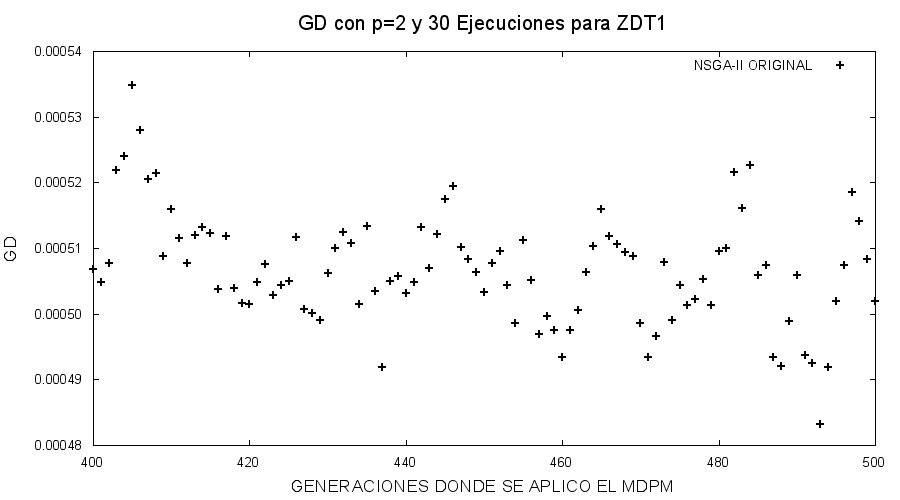 GD con p=2 y 30 Ejecuciones para ZDT1
0.00054
NSGA-II ORIGINAL
0.00053
0.00052
0.00051
GD
0.00050
0.00049
0.00048
400 420 440 460 480 500
GENERACIONES DONDE SE APLICO EL MDPM